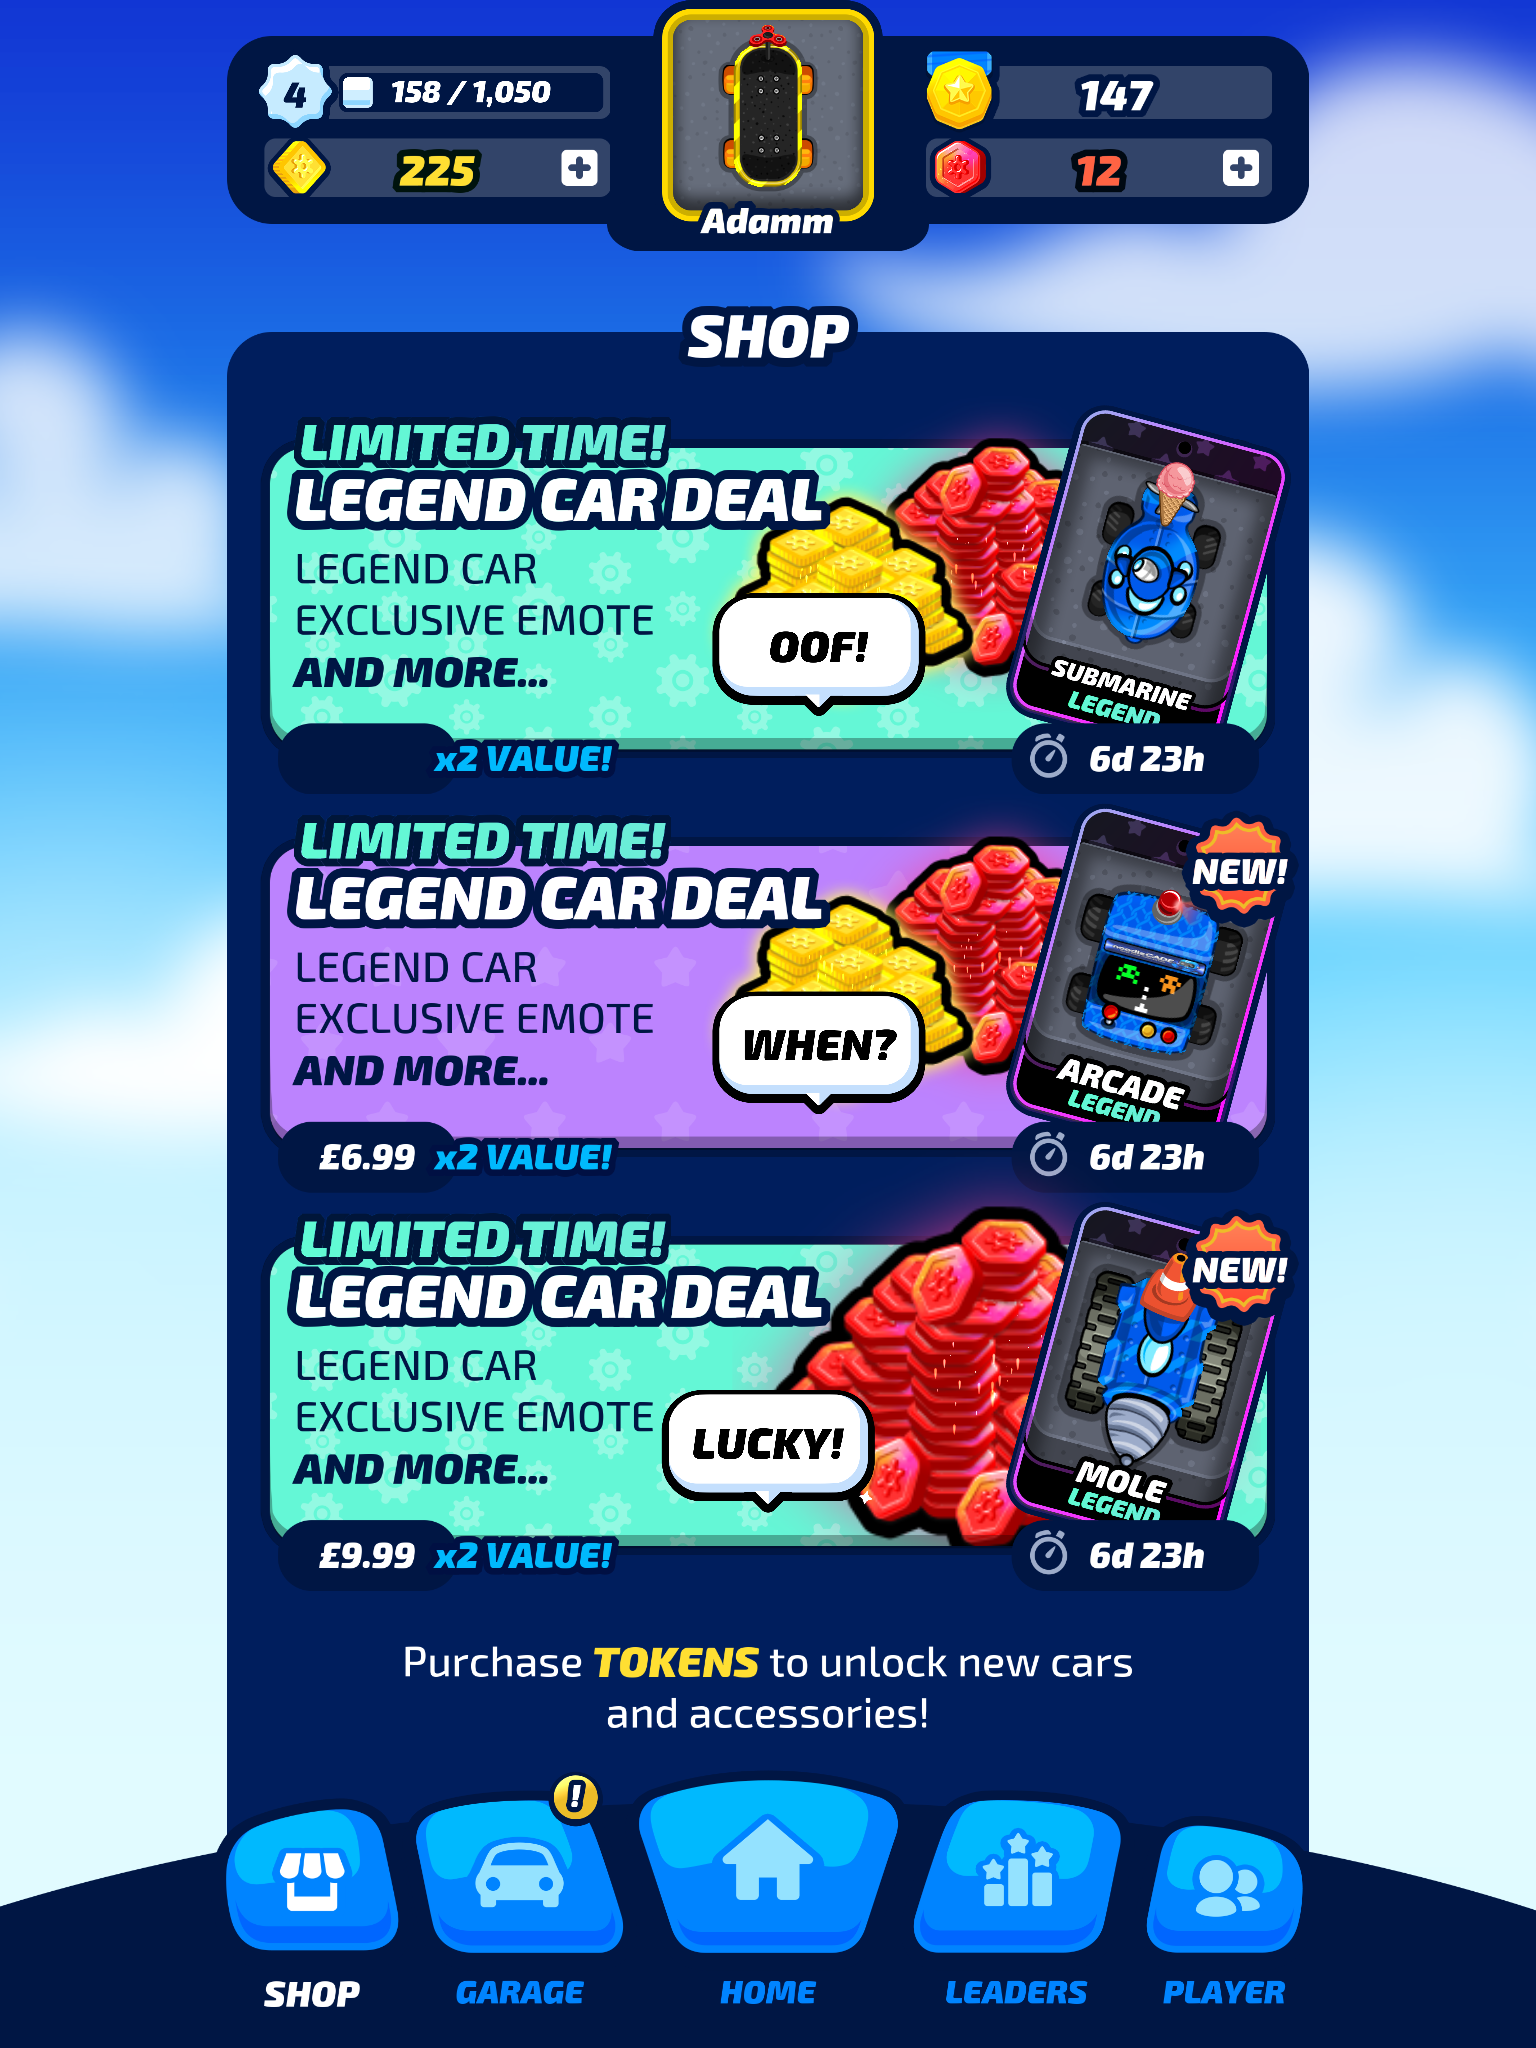 4
158 / 1,050
147
225
12
Adamm
SHOP
LIMITED TIME!
LEGEND CAR DEAL
LEGEND CAR
EXCLUSIVE EMOTE
AND MORE...
OOF!
SUBMARINE
LEGEND
x2 VALUE!
6d 23h
LIMITED TIME!
LEGEND CAR DEAL
NEW!
LEGEND CAR
EXCLUSIVE EMOTE
AND MORE...
WHEN?
ARCADE
LEGEND
£6.99 x2 VALUE!
6d 23h
LIMITED TIME!
LEGEND CAR DEAL
NEW!
LEGEND CAR
EXCLUSIVE EMOTE
AND MORE...
LUCKY!
MOLE
LEGEND
£9.99 x2 VALUE!
6d 23h
Purchase TOKENS to unlock new cars
and accessories!
!
SHOP
GARAGE
HOME
LEADERS
PLAYER